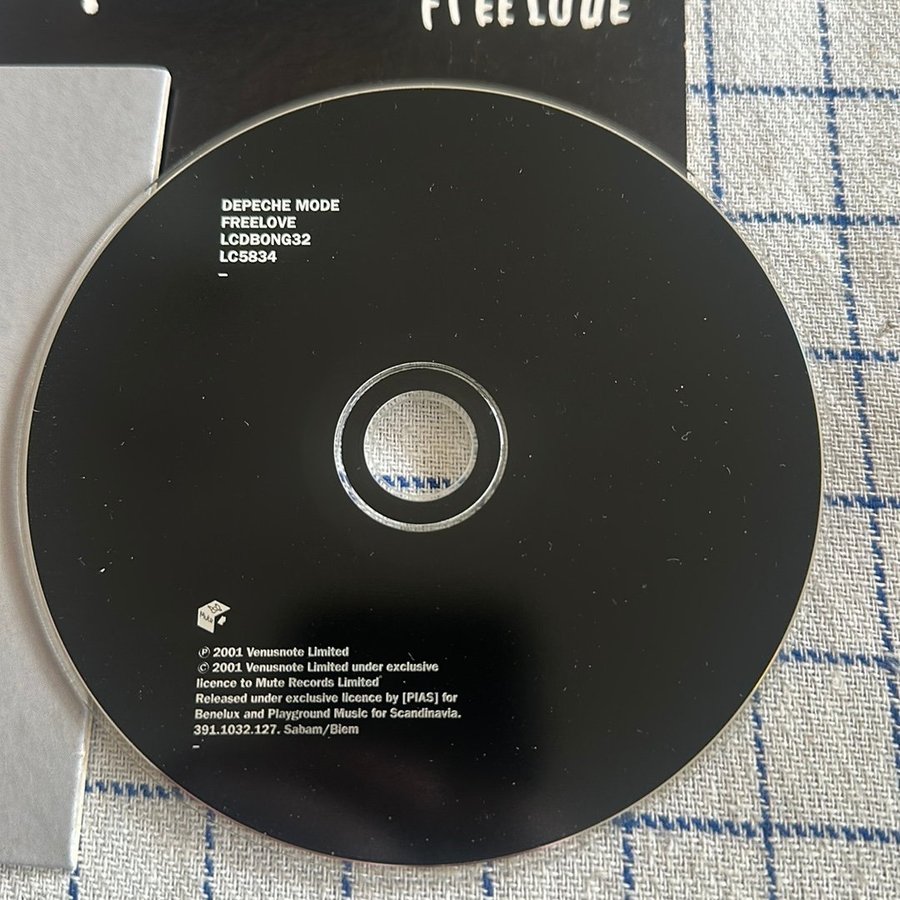 FREELOVE
DEPECHE MODE
FREELOVE
LCDBONG32
LC5834
Ⓟ 2001 Venusnote Limited
© 2001 Venusnote Limited under exclusive
licence to Mute Records Limited
Released under exclusive licence by [PIAS] for
Benelux and Playground Music for Scandinavia.
391.1032.127. Sabam/Biem